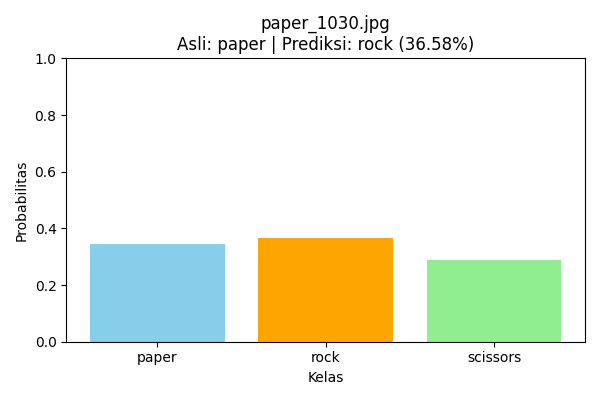 paper_1030.jpg
Asli: paper | Prediksi: rock (36.58%)
1.0
0.8
0.6
0.4
0.2
0.0
Probabilitas
paper rock scissors
Kelas